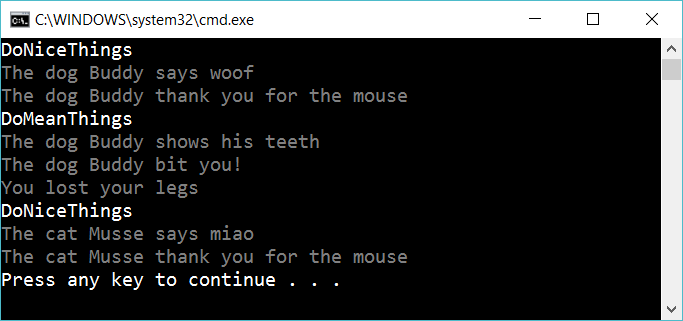 C:\WINDOWS\system32\cmd.exe
DoNiceThings
The dog Buddy says woof
The dog Buddy thank you for the mouse
DoMeanThings
The dog Buddy shows his teeth
The dog Buddy bit you!
You lost your legs
DoNiceThings
The cat Musse says miao
The cat Musse thank you for the mouse
Press any key to continue . . .